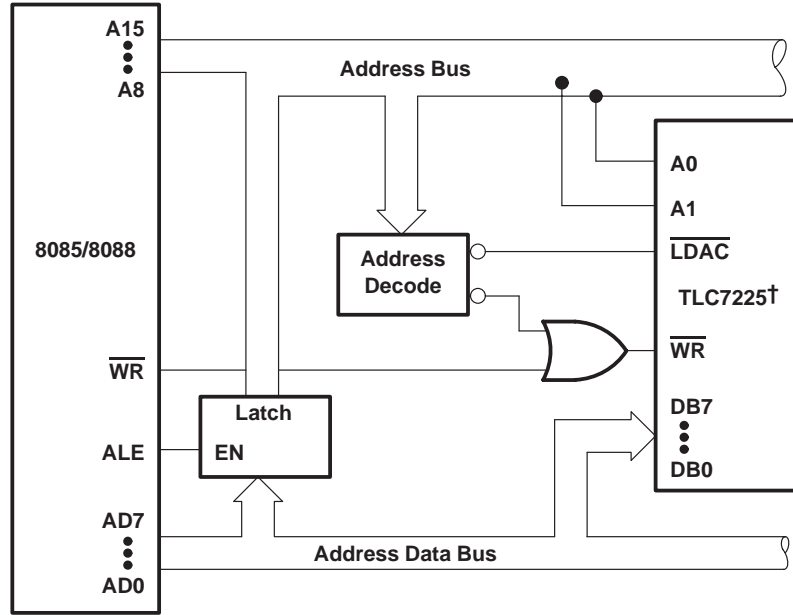 A15
A8
Address Bus
A0
A1
8085/8088
Address
Decode
LDAC
TLC7225†
WR
WR
Latch
DB7
ALE
EN
DB0
AD7
Address Data Bus
AD0